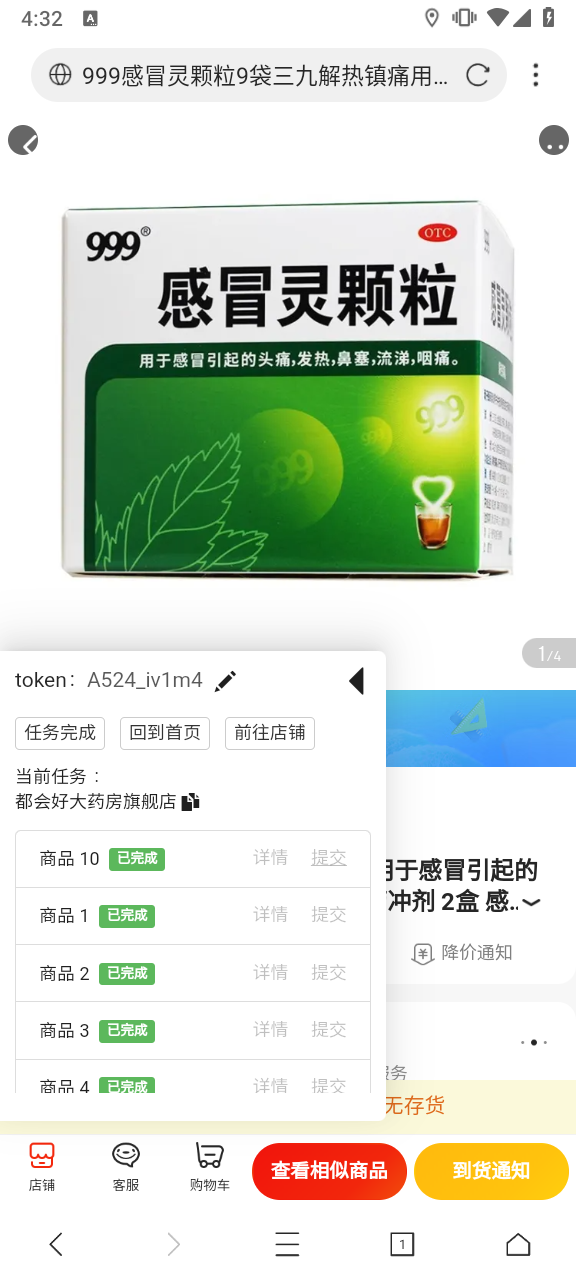 4:32
A
999感冒灵颗粒9袋三九解热镇痛用…
999®
OTC
感冒灵颗粒
用于感冒引起的头痛,发热,鼻塞,流涕,咽痛。
999
999
999
1/4
token： A524_iv1m4
任务完成 回到首页 前往店铺
当前任务：
都会好大药房旗舰店
商品 10 已完成 详情 提交
商品 1 已完成 详情 提交
商品 2 已完成 详情 提交
商品 3 已完成 详情 提交
商品 4 已完成 详情 提交
用于感冒引起的
冲剂 2盒 感..
降价通知
服务
无存货
店铺 客服 购物车 查看相似商品 到货通知
1